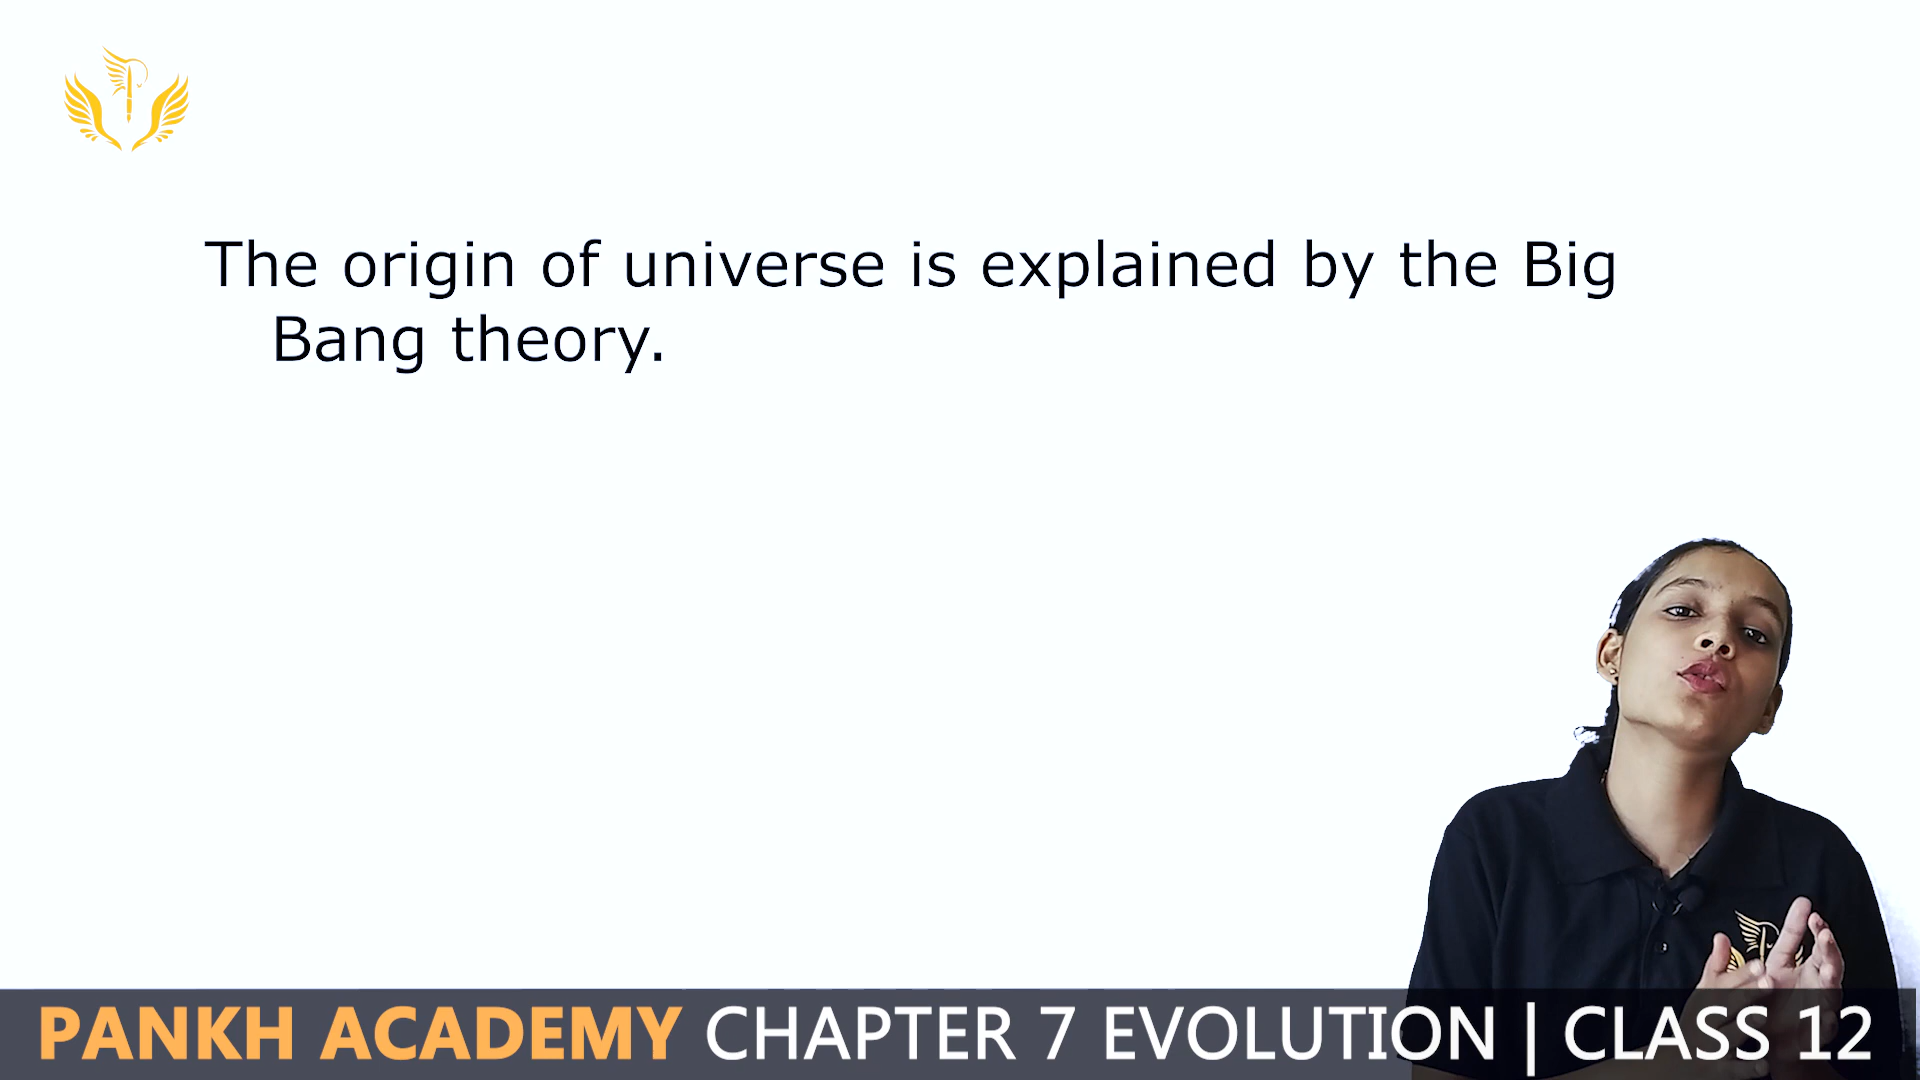 The origin of universe is explained by the Big
Bang theory.
PANKH ACADEMY CHAPTER 7 EVOLUTION | CLASS 12